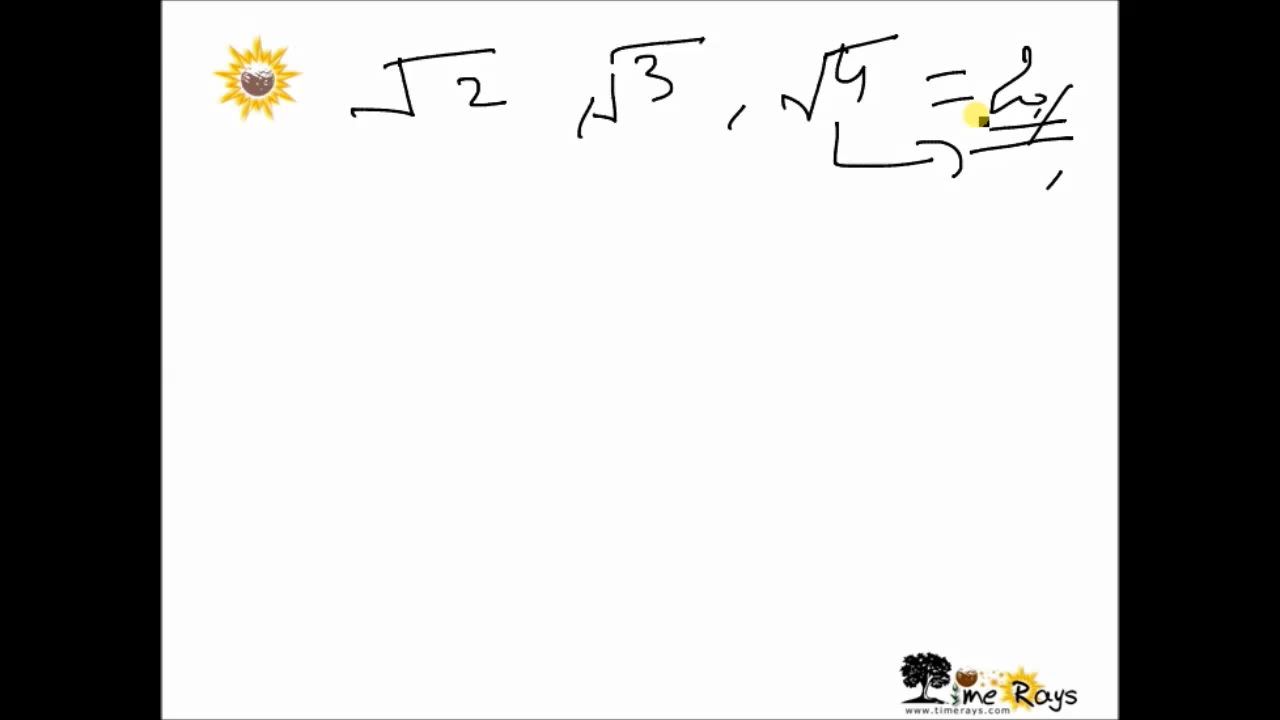 √2 , √3 , √4 = 2
Time Rays
www.timerays.com